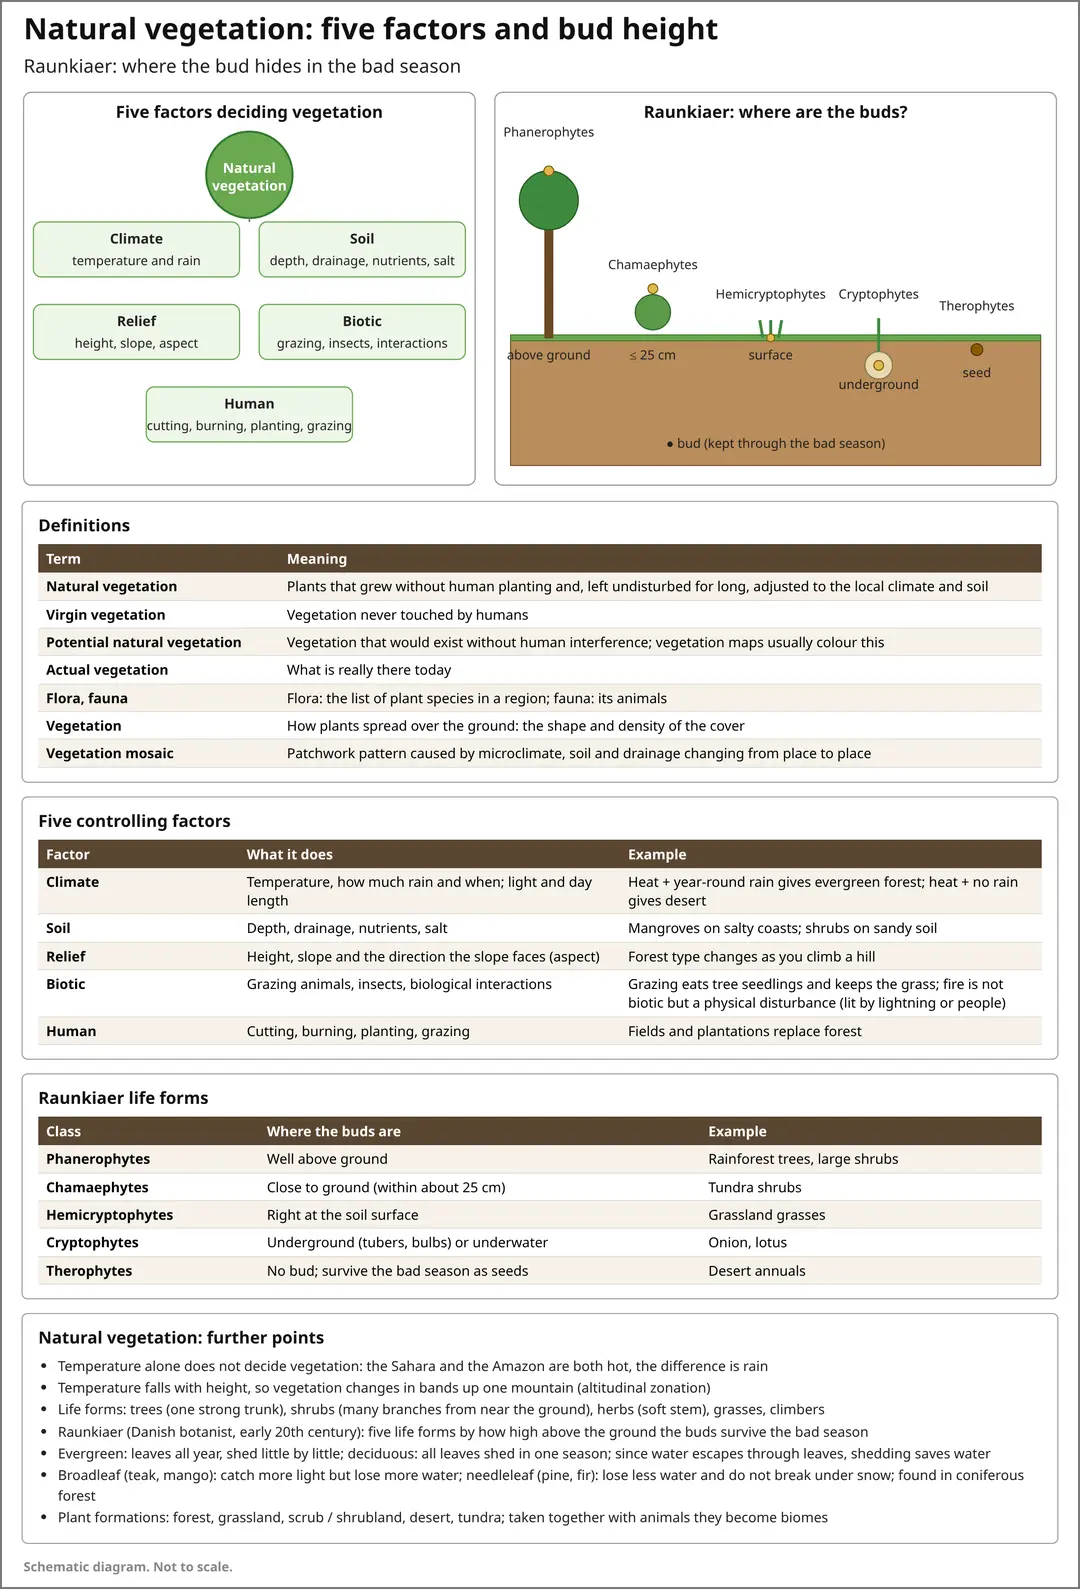 Natural vegetation: five factors and bud height
Raunkiaer: where the bud hides in the bad season
Five factors deciding vegetation
Natural
vegetation
Climate
temperature and rain
Soil
depth, drainage, nutrients, salt
Relief
height, slope, aspect
Biotic
grazing, insects, interactions
Human
cutting, burning, planting, grazing
Raunkiaer: where are the buds?
Phanerophytes
Chamaephytes
Hemicryptophytes
Cryptophytes
Therophytes
above ground
≤ 25 cm
surface
underground
seed
● bud (kept through the bad season)
Definitions
Term Meaning
Natural vegetation Plants that grew without human planting and, left undisturbed for long, adjusted to the local climate and soil
Virgin vegetation Vegetation never touched by humans
Potential natural vegetation Vegetation that would exist without human interference; vegetation maps usually colour this
Actual vegetation What is really there today
Flora, fauna Flora: the list of plant species in a region; fauna: its animals
Vegetation How plants spread over the ground: the shape and density of the cover
Vegetation mosaic Patchwork pattern caused by microclimate, soil and drainage changing from place to place
Five controlling factors
Factor What it does Example
Climate Temperature, how much rain and when; light and day length Heat + year-round rain gives evergreen forest; heat + no rain gives desert
Soil Depth, drainage, nutrients, salt Mangroves on salty coasts; shrubs on sandy soil
Relief Height, slope and the direction the slope faces (aspect) Forest type changes as you climb a hill
Biotic Grazing animals, insects, biological interactions Grazing eats tree seedlings and keeps the grass; fire is not biotic but a physical disturbance (lit by lightning or people)
Human Cutting, burning, planting, grazing Fields and plantations replace forest
Raunkiaer life forms
Class Where the buds are Example
Phanerophytes Well above ground Rainforest trees, large shrubs
Chamaephytes Close to ground (within about 25 cm) Tundra shrubs
Hemicryptophytes Right at the soil surface Grassland grasses
Cryptophytes Underground (tubers, bulbs) or underwater Onion, lotus
Therophytes No bud; survive the bad season as seeds Desert annuals
Natural vegetation: further points
• Temperature alone does not decide vegetation: the Sahara and the Amazon are both hot, the difference is rain
• Temperature falls with height, so vegetation changes in bands up one mountain (altitudinal zonation)
• Life forms: trees (one strong trunk), shrubs (many branches from near the ground), herbs (soft stem), grasses, climbers
• Raunkiaer (Danish botanist, early 20th century): five life forms by how high above the ground the buds survive the bad season
• Evergreen: leaves all year, shed little by little; deciduous: all leaves shed in one season; since water escapes through leaves, shedding saves water
• Broadleaf (teak, mango): catch more light but lose more water; needleleaf (pine, fir): lose less water and do not break under snow; found in coniferous
forest
• Plant formations: forest, grassland, scrub / shrubland, desert, tundra; taken together with animals they become biomes
Schematic diagram. Not to scale.